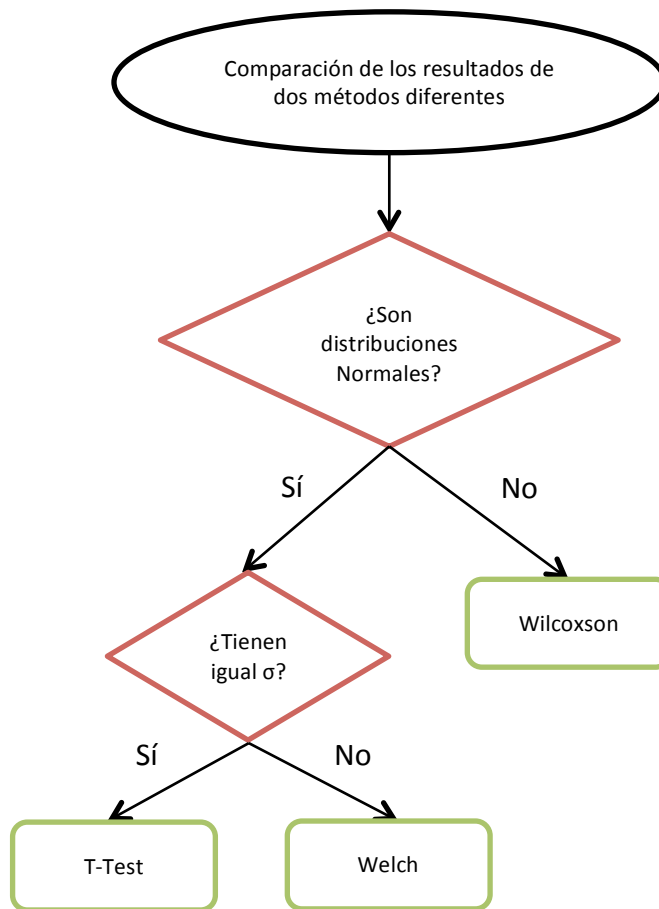 Comparación de los resultados de
dos métodos diferentes
¿Son
distribuciones
Normales?
Sí
No
Wilcoxson
¿Tienen
igual σ?
Sí
No
T-Test
Welch